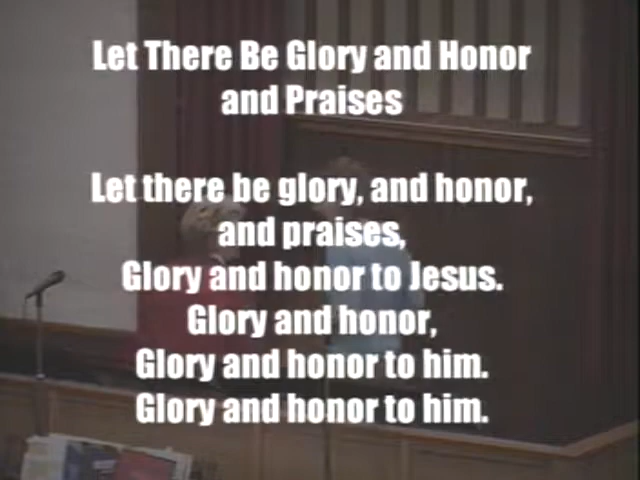 Let There Be Glory and Honor
and Praises
Let there be glory, and honor,
and praises,
Glory and honor to Jesus.
Glory and honor,
Glory and honor to him.
Glory and honor to him.